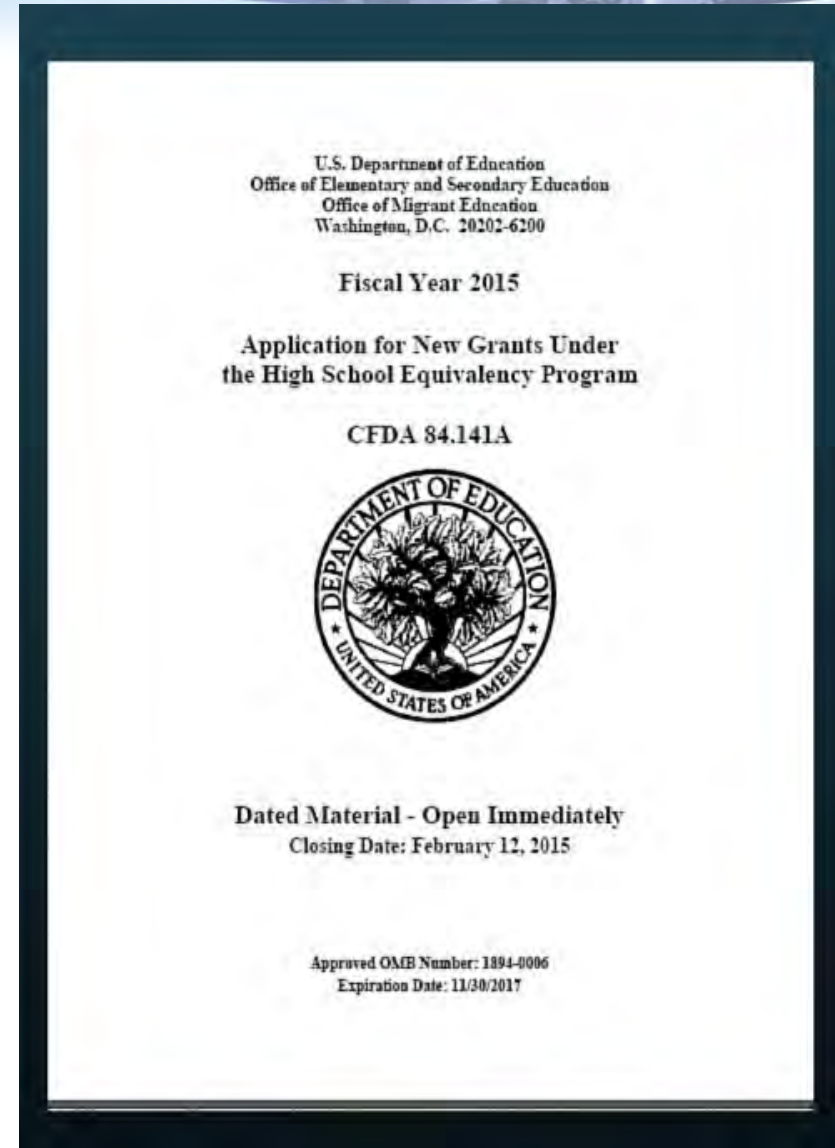 U.S. Department of Education
Office of Elementary and Secondary Education
Office of Migrant Education
Washington, D.C. 20202-6200
Fiscal Year 2015
Application for New Grants Under
the High School Equivalency Program
CFDA 84.141A
DEPARTMENT OF EDUCATION
★ UNITED STATES OF AMERICA ★
Dated Material - Open Immediately
Closing Date: February 12, 2015
Approved OMB Number: 1894-0006
Expiration Date: 11/30/2017